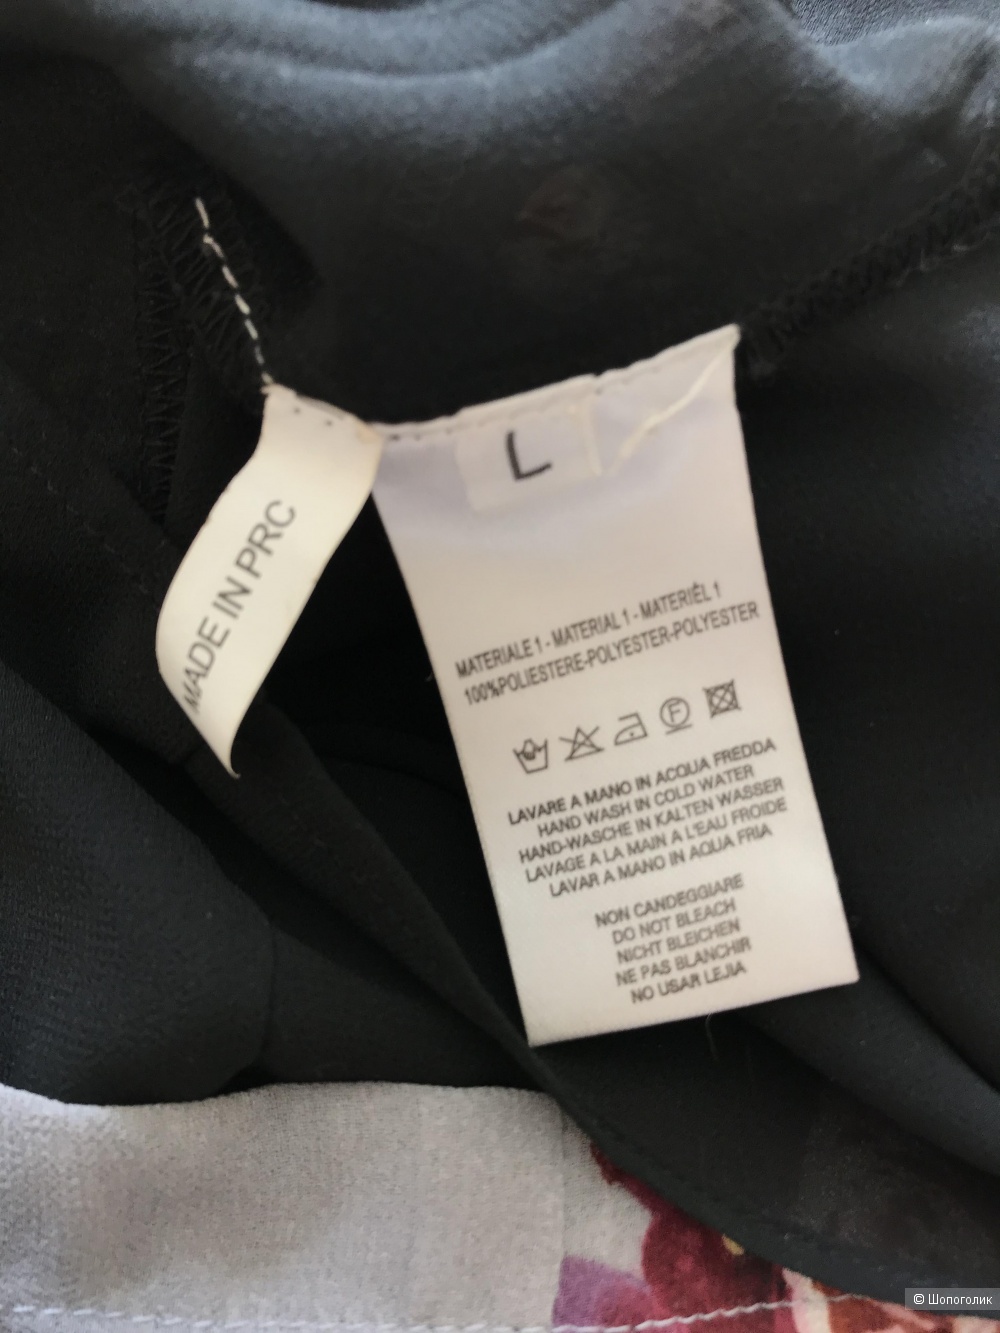 MADE IN PRC
L
MATERIALE 1 - MATERIAL 1 - MATERIÉL 1
100%POLIESTERE-POLYESTER-POLYESTER
F
LAVARE A MANO IN ACQUA FREDDA
HAND WASH IN COLD WATER
HAND-WASCHE IN KALTEN WASSER
LAVAGE A LA MAIN A L'EAU FROIDE
LAVAR A MANO IN AQUA FRIA
NON CANDEGGIARE
DO NOT BLEACH
NICHT BLEICHEN
NE PAS BLANCHIR
NO USAR LEJIA
© Шопоголик